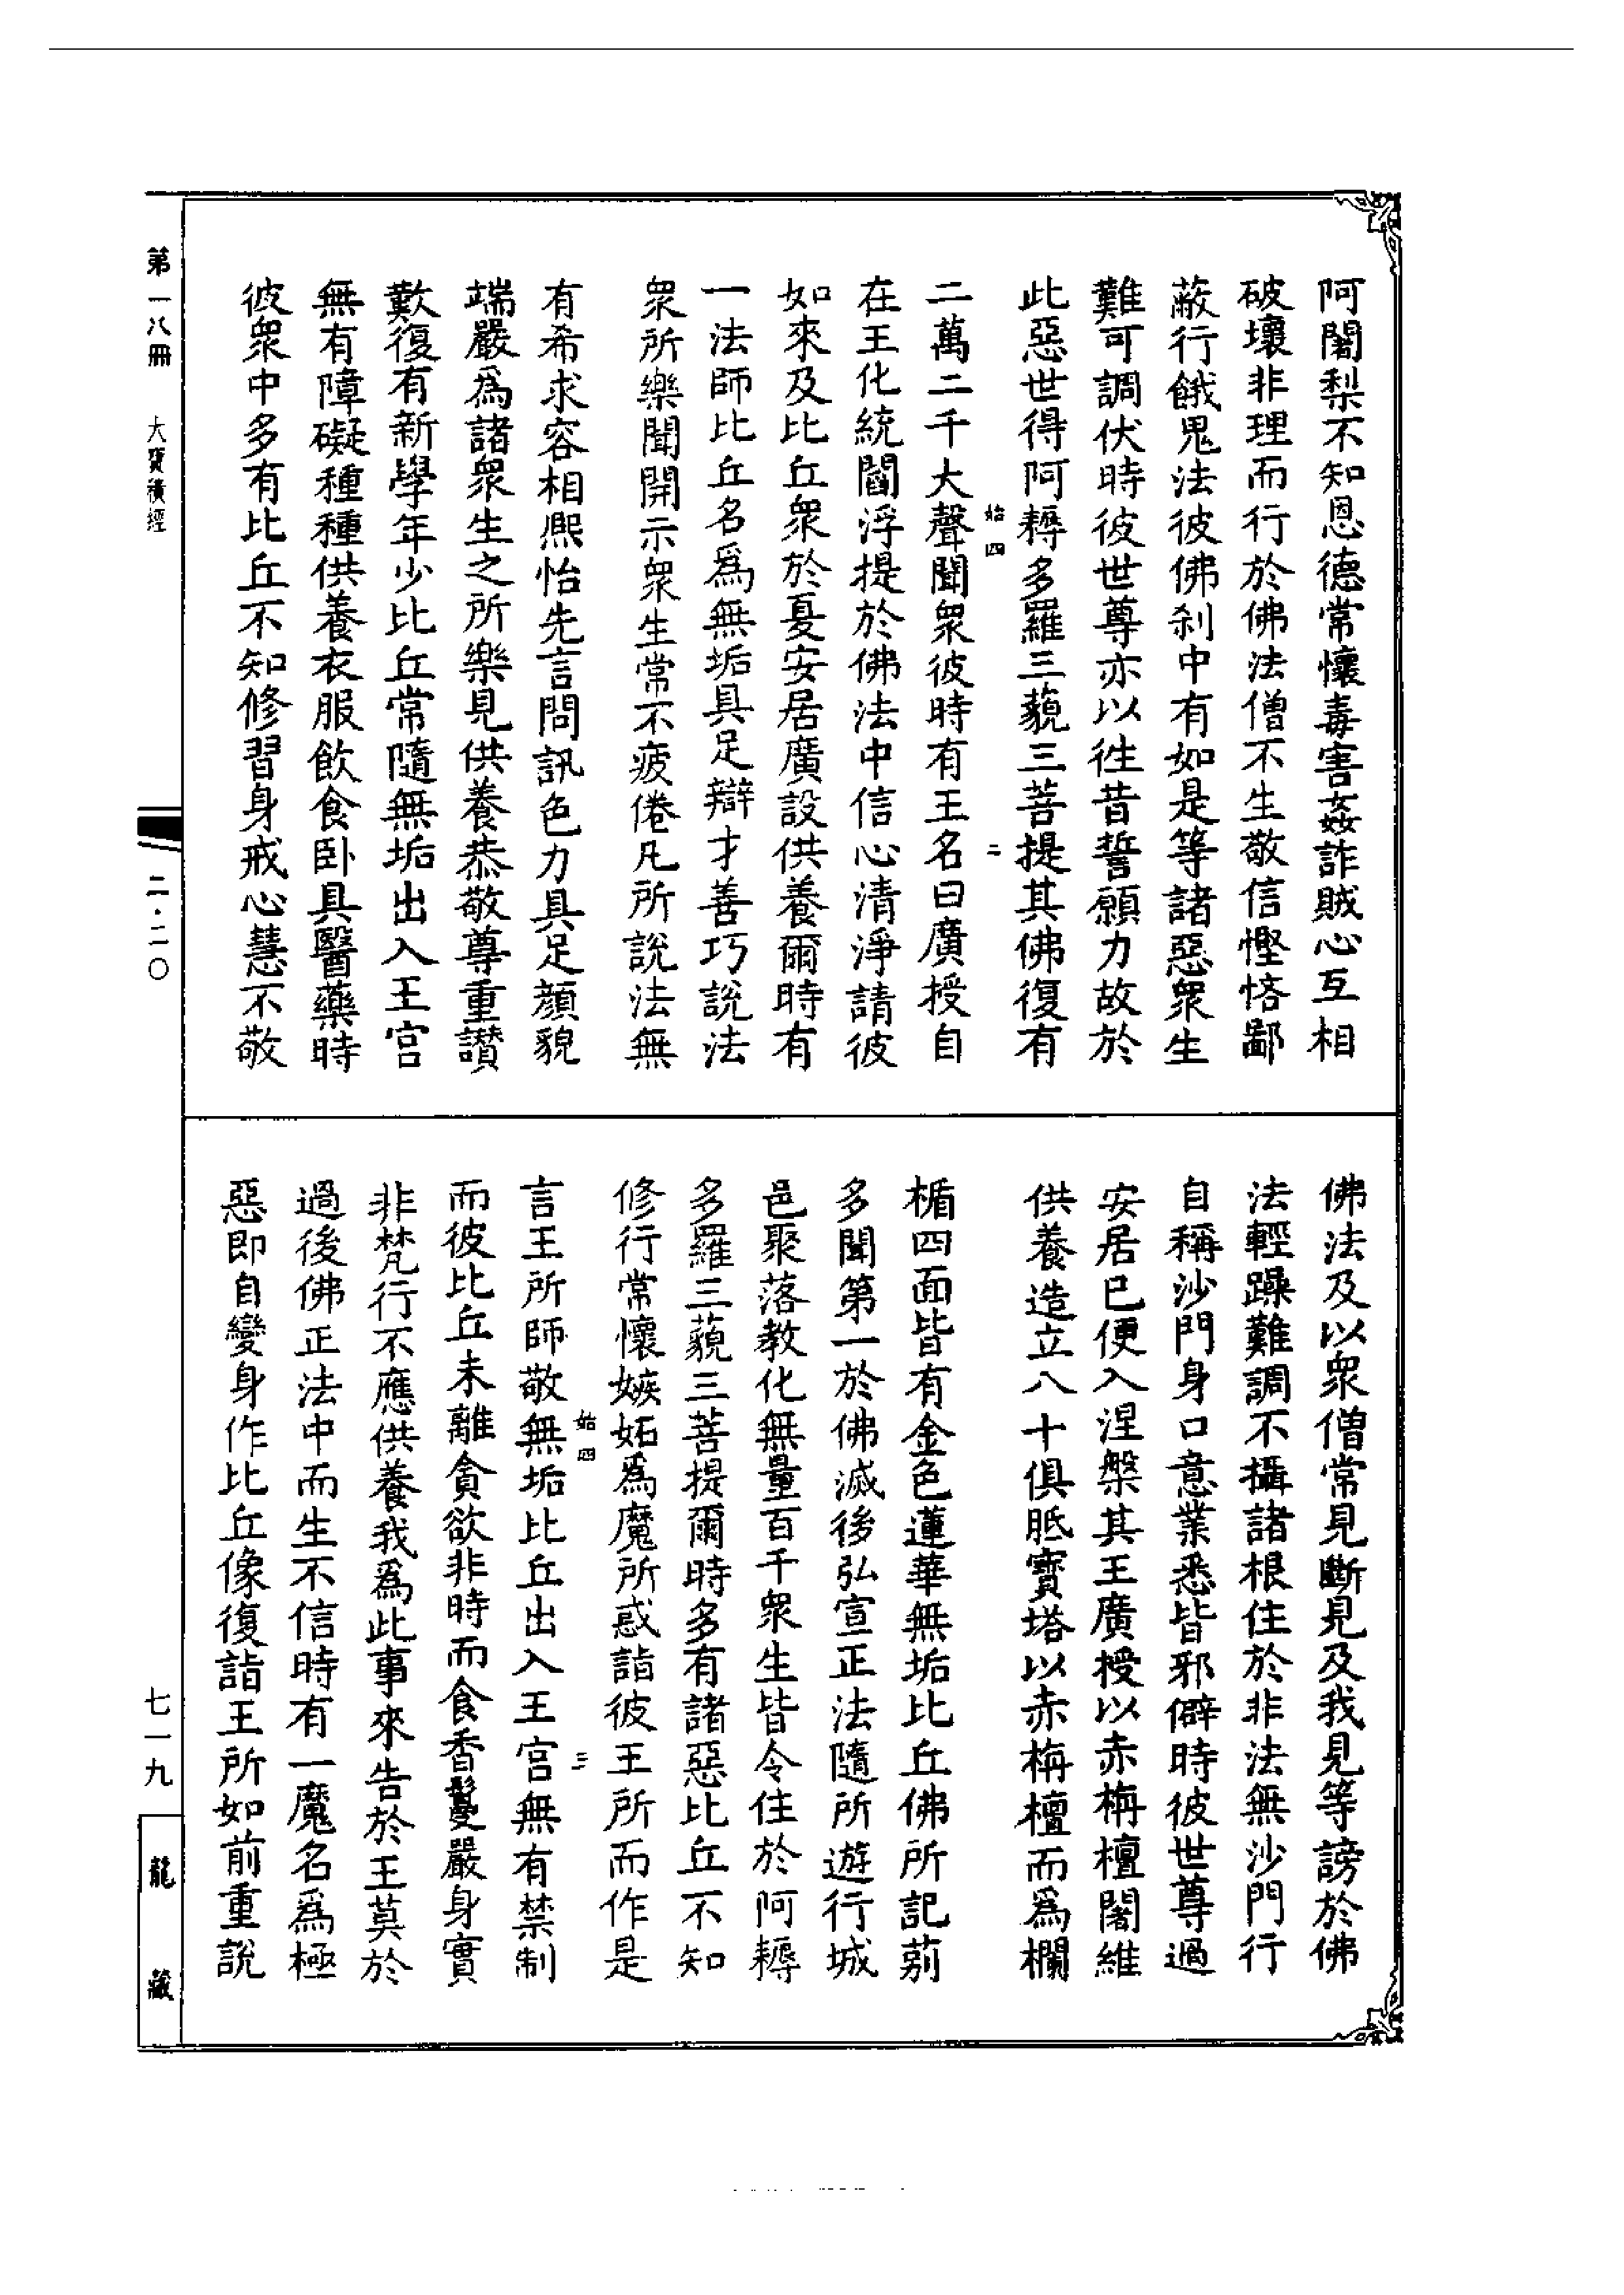 阿闍梨不知恩德常懷毒害姦詐賊心互相
破壞非理而行於佛法僧不生敬信慳悋鄙
蔽行餓鬼法彼佛刹中有如是等諸惡衆生
難可調伏時彼世尊亦以徃昔誓願力故於
此惡世得阿耨多羅三藐三菩提其佛復有
始四 二
二萬二千大聲聞衆彼時有王名曰廣授自
在王化統閻浮提於佛法中信心清淨請彼
如來及比丘衆於夏安居廣設供養爾時有
一法師比丘名爲無垢具足辯才善巧說法
衆所樂聞開示衆生常不疲倦凡所說法無
有希求容相熈怡先言問訊色力具足顏貌
端嚴爲諸衆生之所樂見供養恭敬尊重讃
歎復有新學年少比丘常隨無垢出入王宮
無有障礙種種供養衣服飲食卧具醫藥時
彼衆中多有比丘不知修習身戒心慧不敬
佛法及以衆僧常見斷見及我見等謗於佛
法輕躁難調不攝諸根住於非法無沙門行
自稱沙門身口意業悉皆邪僻時彼世尊過
安居已便入涅槃其王廣授以赤栴檀闍維
供養造立八十俱胝寳塔以赤栴檀而爲欄
楯四面皆有金色蓮華無垢比丘佛所記莂
多聞第一於佛滅後弘宣正法隨所遊行城
邑聚落教化無量百千衆生皆令住於阿耨
多羅三藐三菩提爾時多有諸惡比丘不知
修行常懷嫉妬爲魔所惑詣彼王所而作是
始四 三
言王所師敬無垢比丘出入王宮無有禁制
而彼比丘未離貪欲非時而食香鬘嚴身實
非梵行不應供養我爲此事來告於王莫於
過後佛正法中而生不信時有一魔名爲極
惡即自變身作比丘像復詣王所如前重說
第一八冊 大寶積經 二·二〇 七一九 龍藏